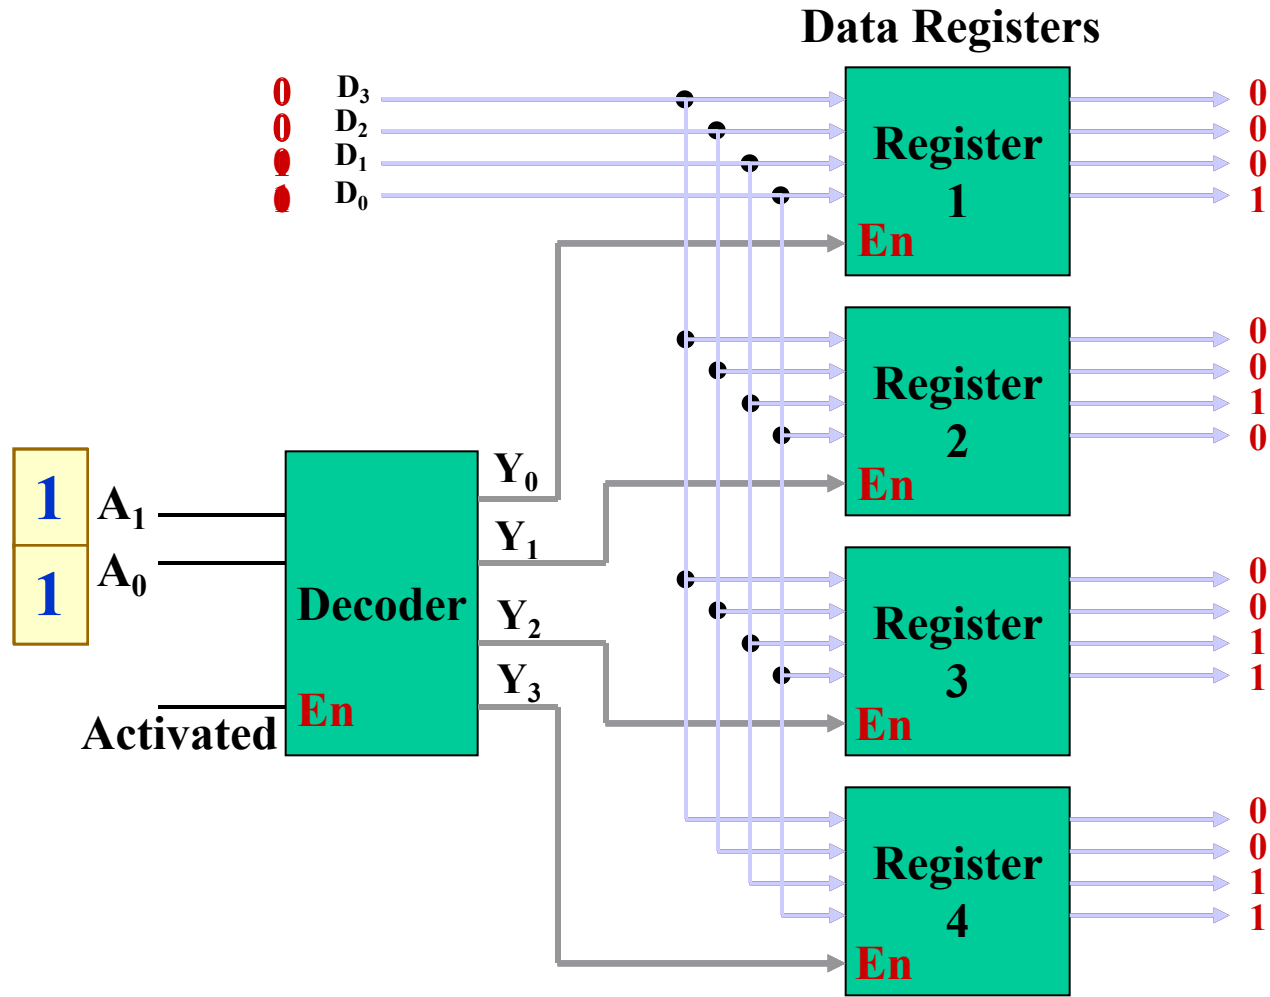 Data Registers
0 D3
0 D2
D1
D0
Register
1
En
0
0
0
1
Register
2
En
0
0
1
0
1 A1
1 A0
Decoder
En
Activated
Y0
Y1
Y2
Y3
Register
3
En
0
0
1
1
Register
4
En
0
0
1
1